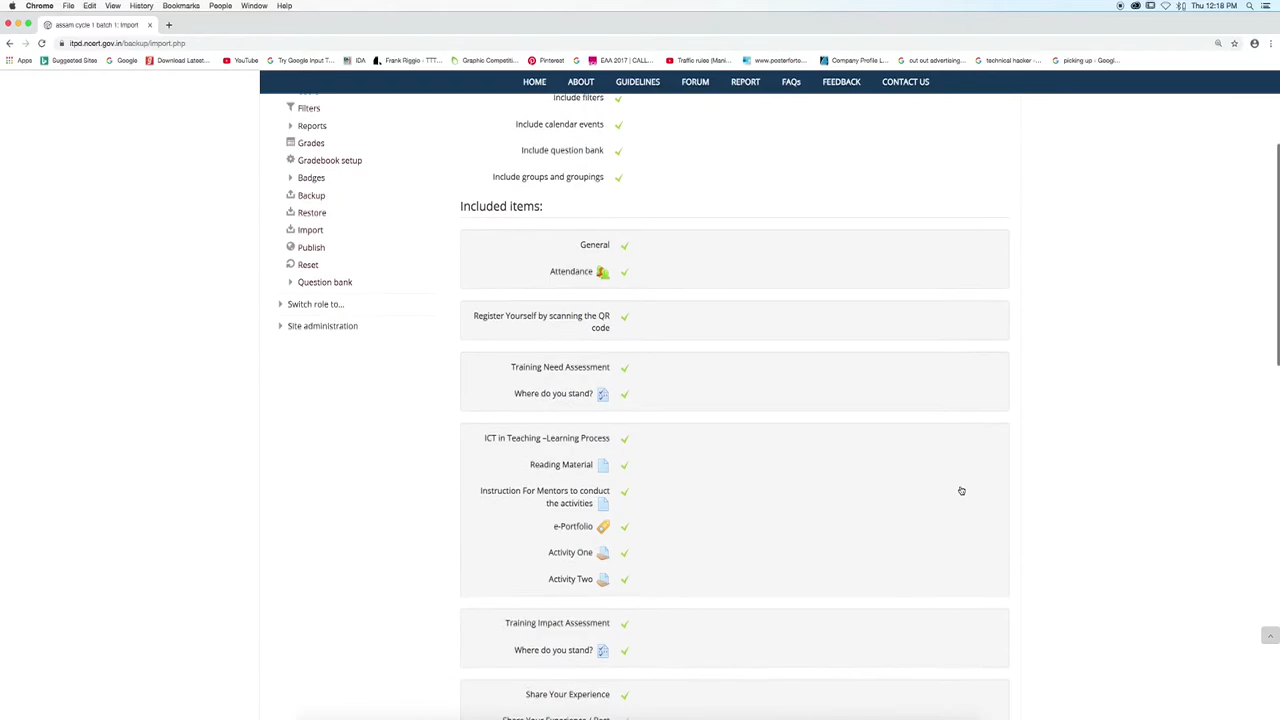 Chrome File Edit View History Bookmarks People Window Help Thu 12:18 PM
assam cycle 1 batch 1: Import
itpd.ncert.gov.in/backup/import.php
Apps Suggested Sites Google Download Latest... YouTube Try Google Input T... IDA Frank Riggio - TTT... Graphic Competiti... Pinterest EAA 2017 | CALL... Traffic rules (Mani... www.posterforto... Company Profile L... cut out advertising... technical hacker -... picking up - Googl...
HOME ABOUT GUIDELINES FORUM REPORT FAQs FEEDBACK CONTACT US
Filters
Reports
Grades
Gradebook setup
Badges
Backup
Restore
Import
Publish
Reset
Question bank
Switch role to...
Site administration
Include filters
Include calendar events
Include question bank
Include groups and groupings
Included items:
General
Attendance
Register Yourself by scanning the QR
code
Training Need Assessment
Where do you stand?
ICT in Teaching –Learning Process
Reading Material
Instruction For Mentors to conduct
the activities
e-Portfolio
Activity One
Activity Two
Training Impact Assessment
Where do you stand?
Share Your Experience
Share Your Experience / Best